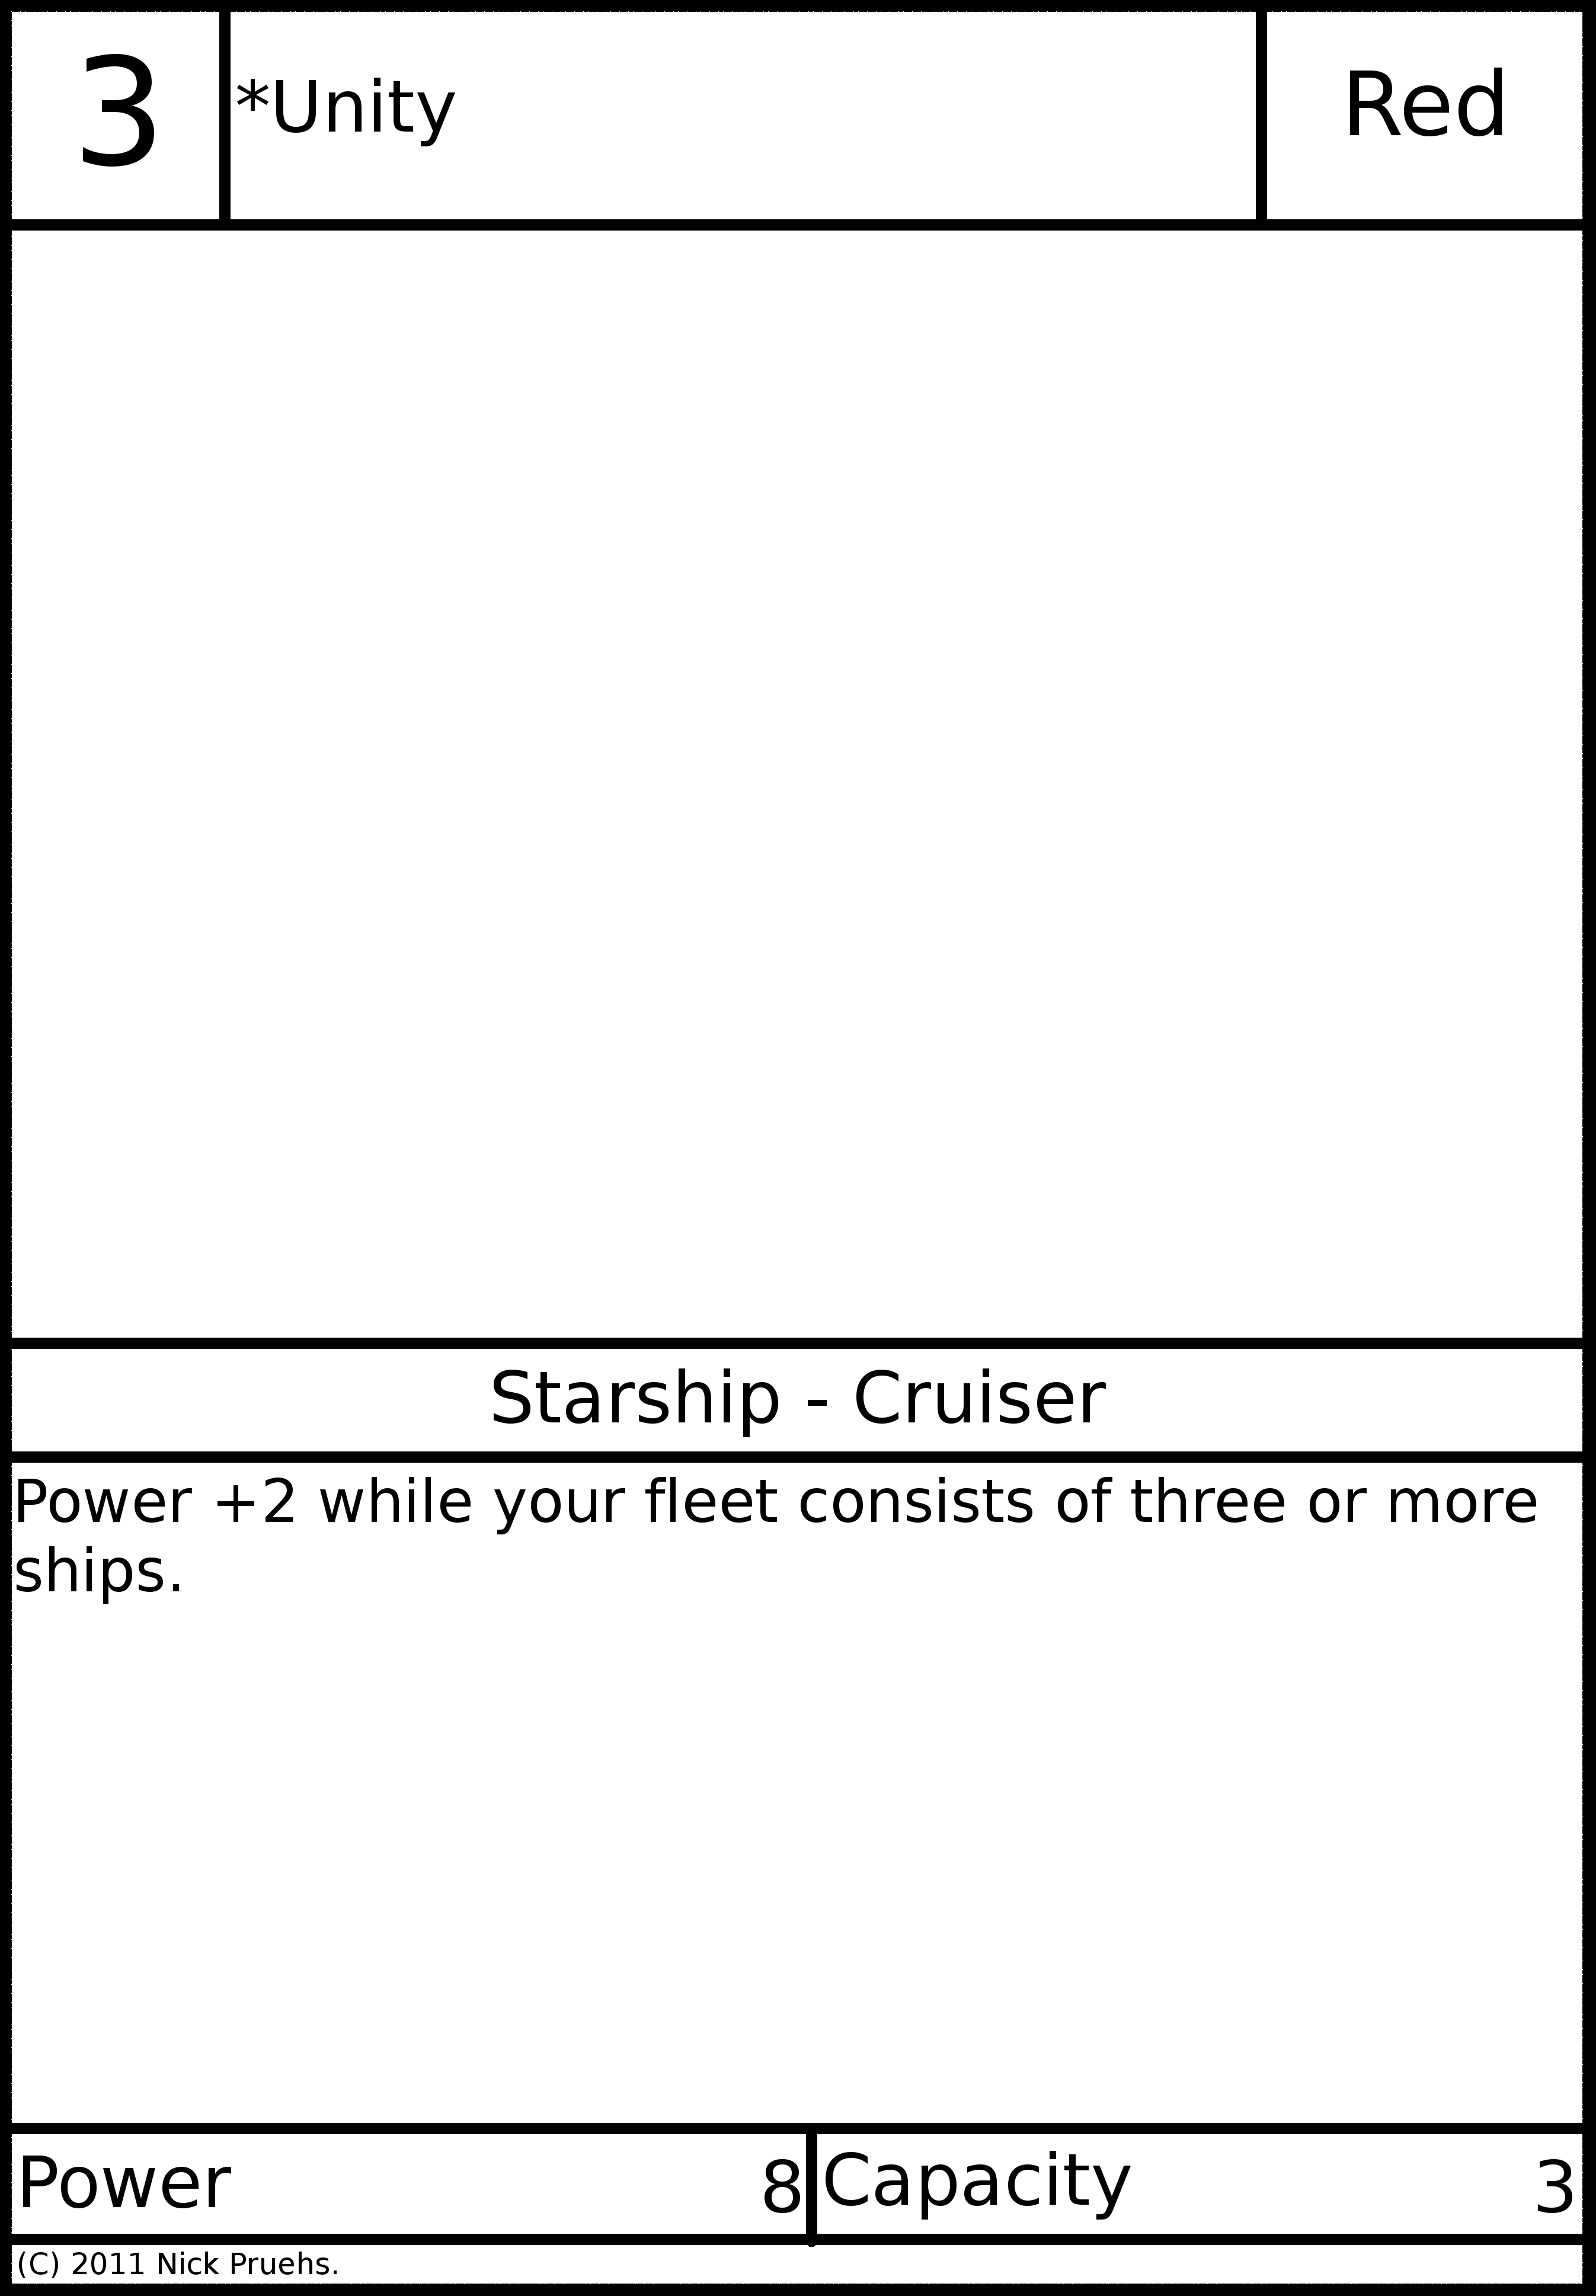 3
*Unity
Red
Starship - Cruiser
Power +2 while your fleet consists of three or more
ships.
Power 8
Capacity 3
(C) 2011 Nick Pruehs.